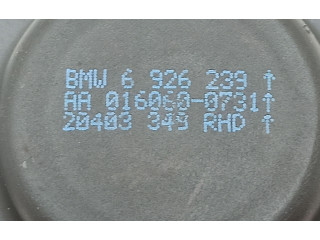 BMW 6 926 239 ↑
AA 016060-0731↑
20403 349 RHD ↑